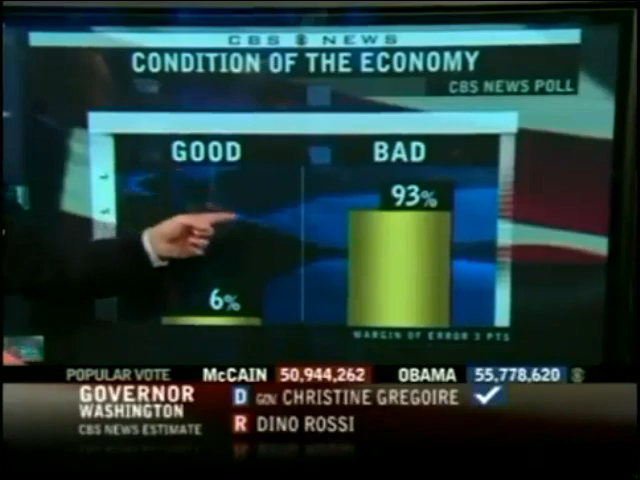 CBS NEWS
CONDITION OF THE ECONOMY
CBS NEWS POLL
GOOD BAD
93%
6%
MARGIN OF ERROR 3 PTS
POPULAR VOTE McCAIN 50,944,262 OBAMA 55,778,620
GOVERNOR
WASHINGTON
CBS NEWS ESTIMATE
D GOV. CHRISTINE GREGOIRE
R DINO ROSSI